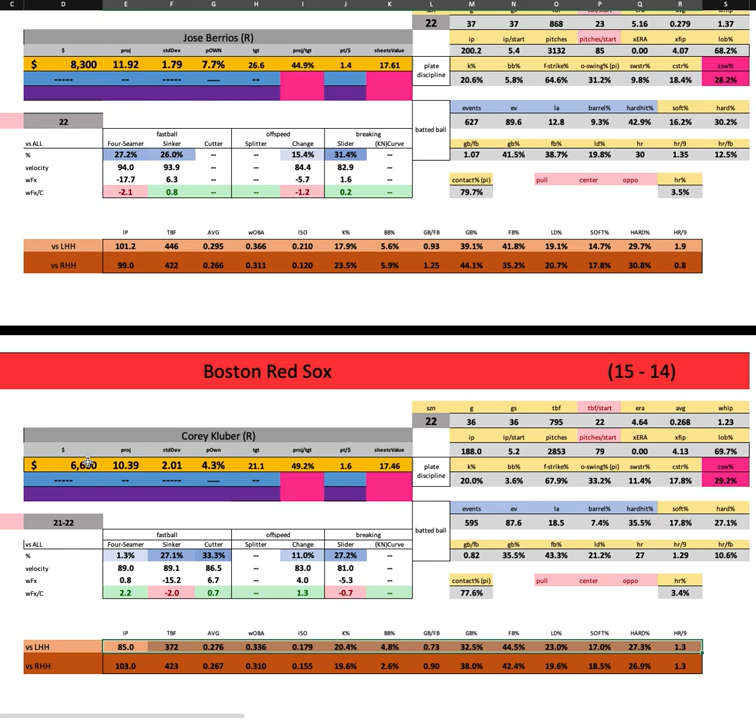 D E F G H I J K L M N O P Q R S
22 37 37 868 23 5.16 0.279 1.37
Jose Berrios (R)
ip ip/start pitches pitches/start xERA xfip lob%
$ proj stdDev pOWN tgt proj/tgt pt/$ sheetsValue
200.2 5.4 3132 85 0.00 4.07 68.2%
$ 8,300 11.92 1.79 7.7% 26.6 44.9% 1.4 17.61
plate discipline
k% bb% f-strike% o-swing% (pi) swstr% cstr% csw%
----- -- -- — --
20.6% 5.8% 64.6% 31.2% 9.8% 18.4% 28.2%
events ev la barrel% hardhit% soft% hard%
22
627 89.6 12.8 9.3% 42.9% 16.2% 30.2%
batted ball
fastball offspeed breaking
vs ALL Four-Seamer Sinker Cutter Splitter Change Slider (KN)Curve
gb/fb gb% fb% ld% hr hr/9 hr/fb
% 27.2% 26.0% -- -- 15.4% 31.4% --
1.07 41.5% 38.7% 19.8% 30 1.35 12.5%
velocity 94.0 93.9 -- -- 84.4 82.9 --
wFx -17.7 6.3 -- -- -5.7 1.6 --
contact% (pi) pull center oppo hr%
wFx/C -2.1 0.8 -- -- -1.2 0.2 --
79.7% 3.5%
IP TBF AVG wOBA ISO K% BB% GB/FB GB% FB% LD% SOFT% HARD% HR/9
vs LHH 101.2 446 0.295 0.366 0.210 17.9% 5.6% 0.93 39.1% 41.8% 19.1% 14.7% 29.7% 1.9
vs RHH 99.0 422 0.266 0.311 0.120 23.5% 5.9% 1.25 44.1% 35.2% 20.7% 17.8% 30.8% 0.8
Boston Red Sox (15 - 14)
szn g gs tbf tbf/start era avg whip
22 36 36 795 22 4.64 0.268 1.23
Corey Kluber (R)
ip ip/start pitches pitches/start xERA xfip lob%
$ proj stdDev pOwn tgt proj/tgt pt/$ sheetsValue
188.0 5.2 2853 79 0.00 4.13 69.7%
$ 10.39 2.01 4.3% 21.1 49.2% 1.6 17.46
plate discipline
k% bb% f-strike% o-swing% (pi) swstr% cstr% csw%
----- -- -- — --
20.0% 3.6% 67.9% 33.2% 11.4% 17.8% 29.2%
events ev la barrel% hardhit% soft% hard%
21-22
595 87.6 18.5 7.4% 35.5% 17.8% 27.1%
batted ball
fastball offspeed breaking
vs ALL Four-Seamer Sinker Cutter Splitter Change Slider (KN)Curve
gb/fb gb% fb% ld% hr hr/9 hr/fb
% 1.3% 27.1% 33.3% -- 11.0% 27.2% --
0.82 35.5% 43.3% 21.2% 27 1.29 10.6%
velocity 89.0 89.1 86.5 -- 83.0 81.0 --
wFx 0.8 -15.2 6.7 -- 4.0 -5.3 --
contact% (pi) pull center oppo hr%
wFx/C 2.2 -2.0 0.7 -- 1.3 -0.7 --
77.6% 3.4%
IP TBF AVG wOBA ISO K% BB% GB/FB GB% FB% LD% SOFT% HARD% HR/9
vs LHH 85.0 372 0.276 0.336 0.179 20.4% 4.8% 0.73 32.5% 44.5% 23.0% 17.0% 27.3% 1.3
vs RHH 103.0 423 0.267 0.310 0.155 19.6% 2.6% 0.90 38.0% 42.4% 19.6% 18.5% 26.9% 1.3